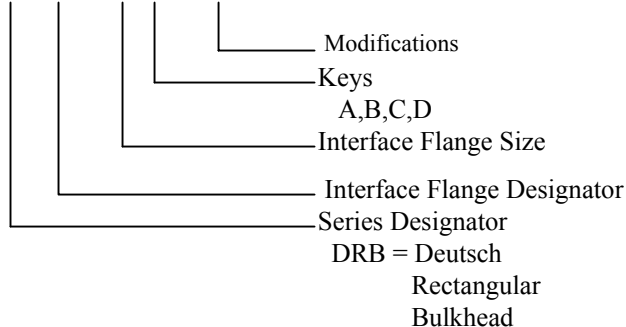 Modifications
Keys
A,B,C,D
Interface Flange Size
Interface Flange Designator
Series Designator
DRB = Deutsch
Rectangular
Bulkhead